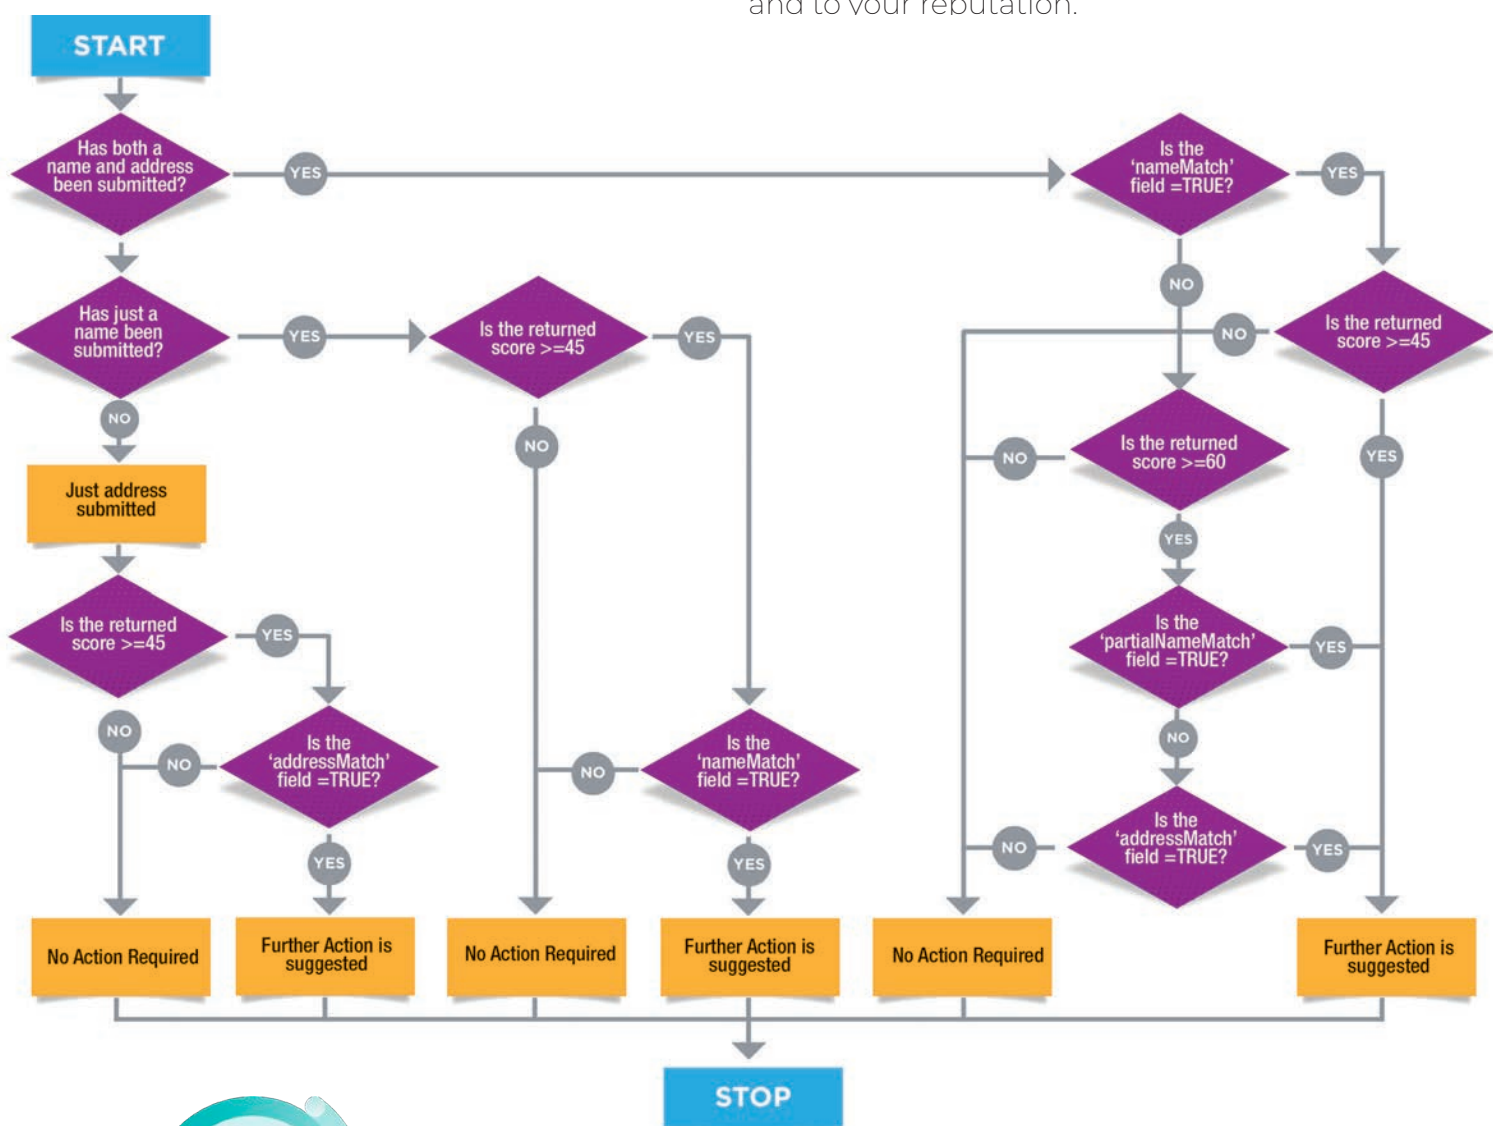 and to your reputation.
START
Has both a
name and address
been submitted?
YES
Is the
‘nameMatch’
field =TRUE?
YES
NO
Has just a
name been
submitted?
YES
Is the returned
score >=45
YES
NO
Is the returned
score >=45
NO
NO
Is the returned
score >=60
NO
YES
Just address
submitted
YES
Is the returned
score >=45
YES
Is the
‘partialNameMatch’
field =TRUE?
YES
NO
NO
Is the
‘addressMatch’
field =TRUE?
NO
Is the
‘nameMatch’
field =TRUE?
NO
Is the
‘addressMatch’
field =TRUE?
NO
YES
YES
YES
No Action Required
Further Action is
suggested
No Action Required
Further Action is
suggested
No Action Required
Further Action is
suggested
STOP